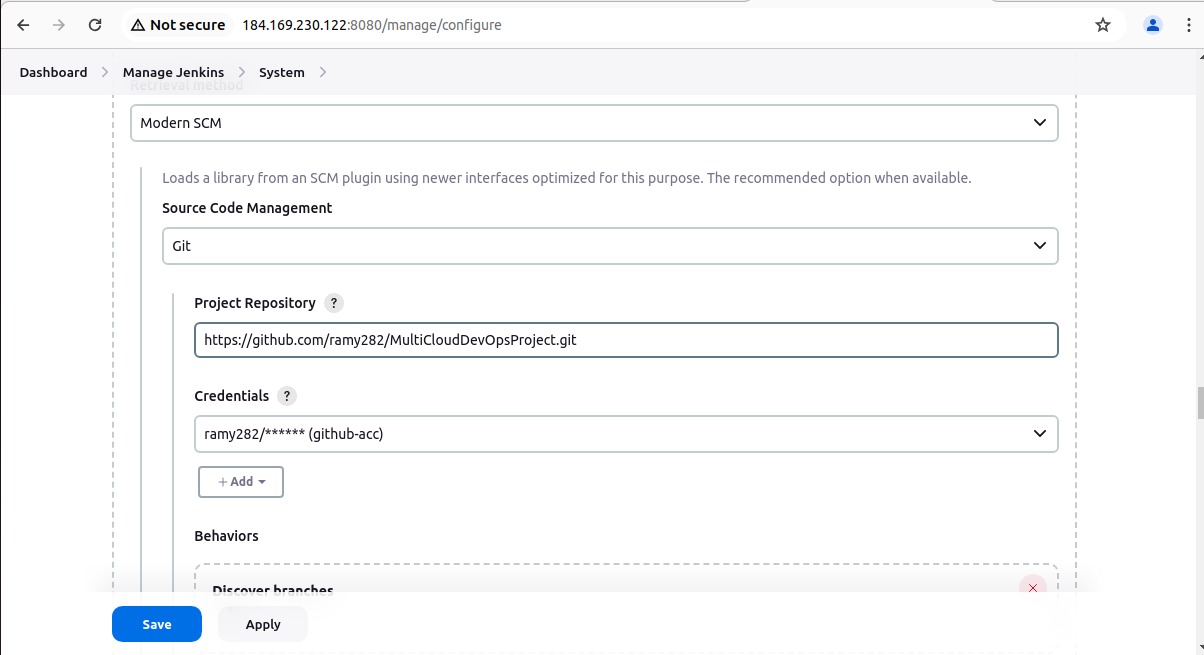 Not secure 184.169.230.122:8080/manage/configure
Dashboard Manage Jenkins System
Retrieval method
Modern SCM
Loads a library from an SCM plugin using newer interfaces optimized for this purpose. The recommended option when available.
Source Code Management
Git
Project Repository ?
https://github.com/ramy282/MultiCloudDevOpsProject.git
Credentials ?
ramy282/****** (github-acc)
+ Add
Behaviors
Discover branches
Save Apply